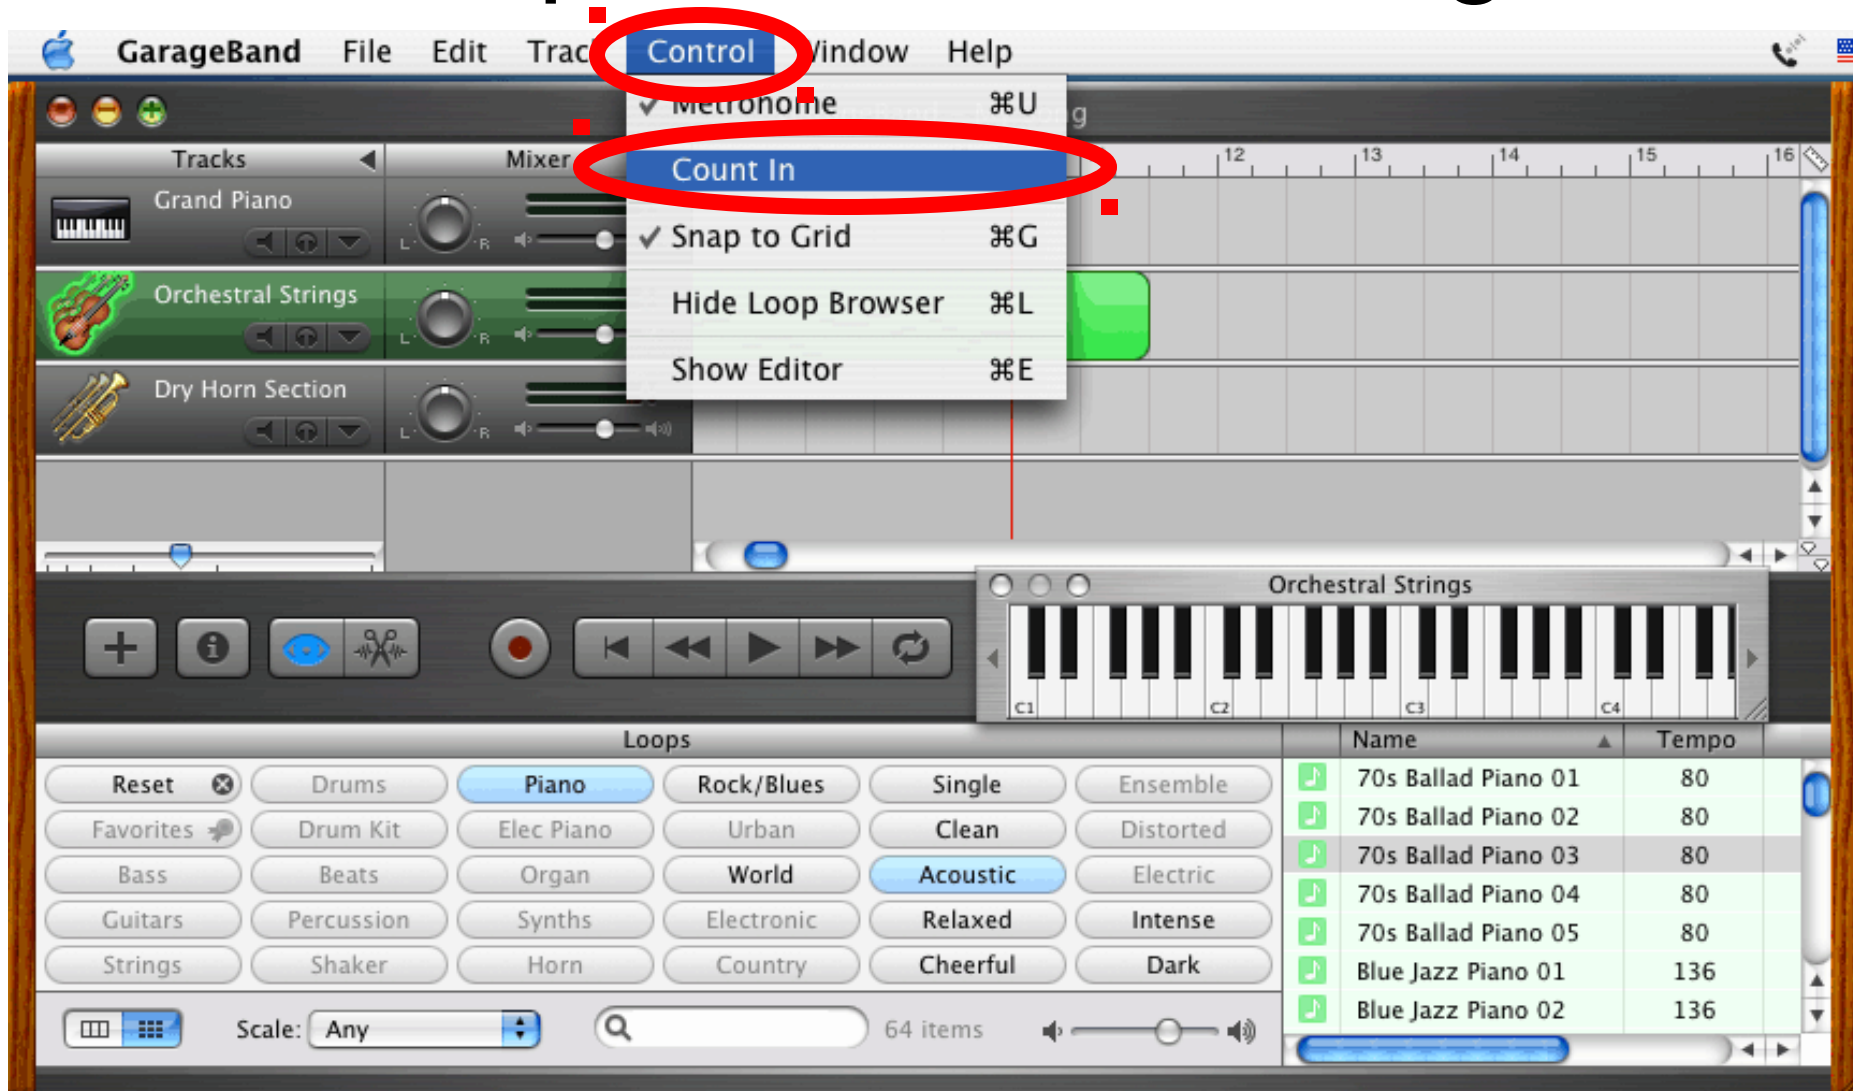 GarageBand File Edit Control Window Help
Metronome ⌘U
Tracks Mixer Count In 12 13 14 15 16
Grand Piano
L R
Snap to Grid ⌘G
Orchestral Strings
Hide Loop Browser ⌘L
L R
Show Editor ⌘E
Dry Horn Section
L R
Orchestral Strings
C1 C2 C3 C4
Loops Name Tempo
Reset Drums Piano Rock/Blues Single Ensemble 70s Ballad Piano 01 80
Favorites Drum Kit Elec Piano Urban Clean Distorted 70s Ballad Piano 02 80
70s Ballad Piano 03 80
Bass Beats Organ World Acoustic Electric 70s Ballad Piano 04 80
Guitars Percussion Synths Electronic Relaxed Intense 70s Ballad Piano 05 80
Strings Shaker Horn Country Cheerful Dark Blue Jazz Piano 01 136
Blue Jazz Piano 02 136
Scale: Any 64 items